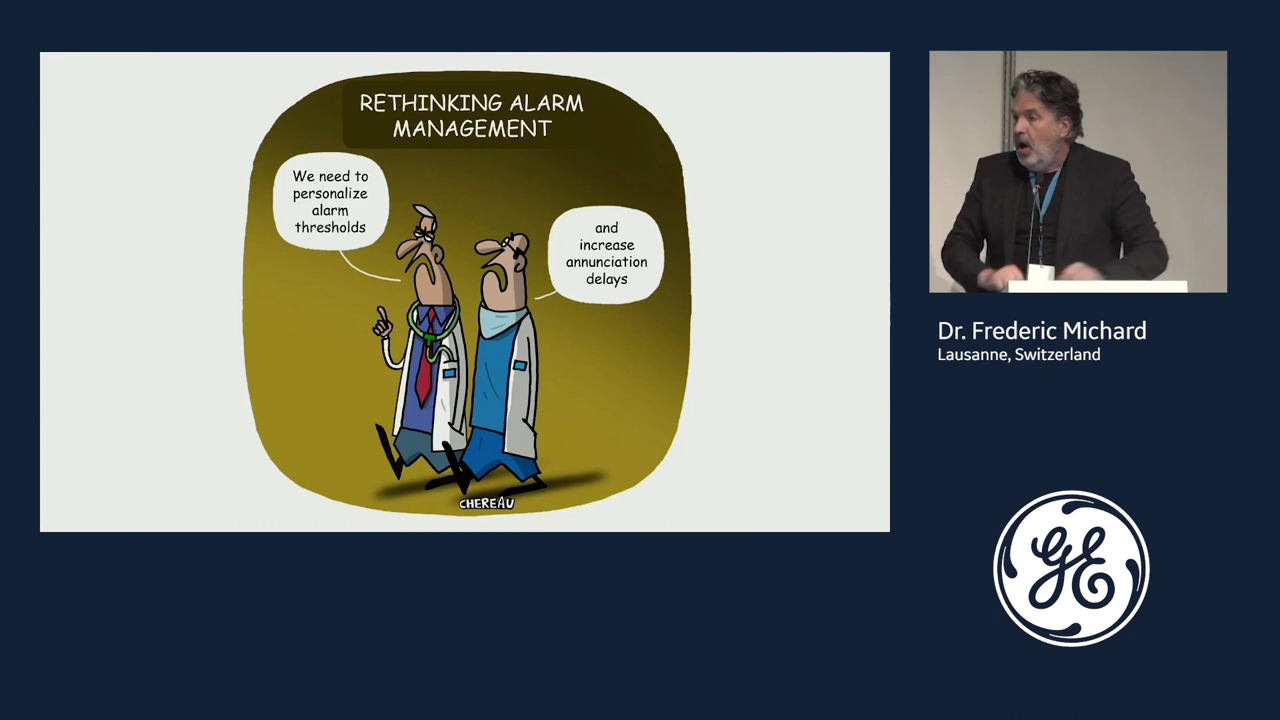 RETHINKING ALARM
MANAGEMENT
We need to
personalize
alarm
thresholds
and
increase
annunciation
delays
CHEREAU
Dr. Frederic Michard
Lausanne, Switzerland
GE